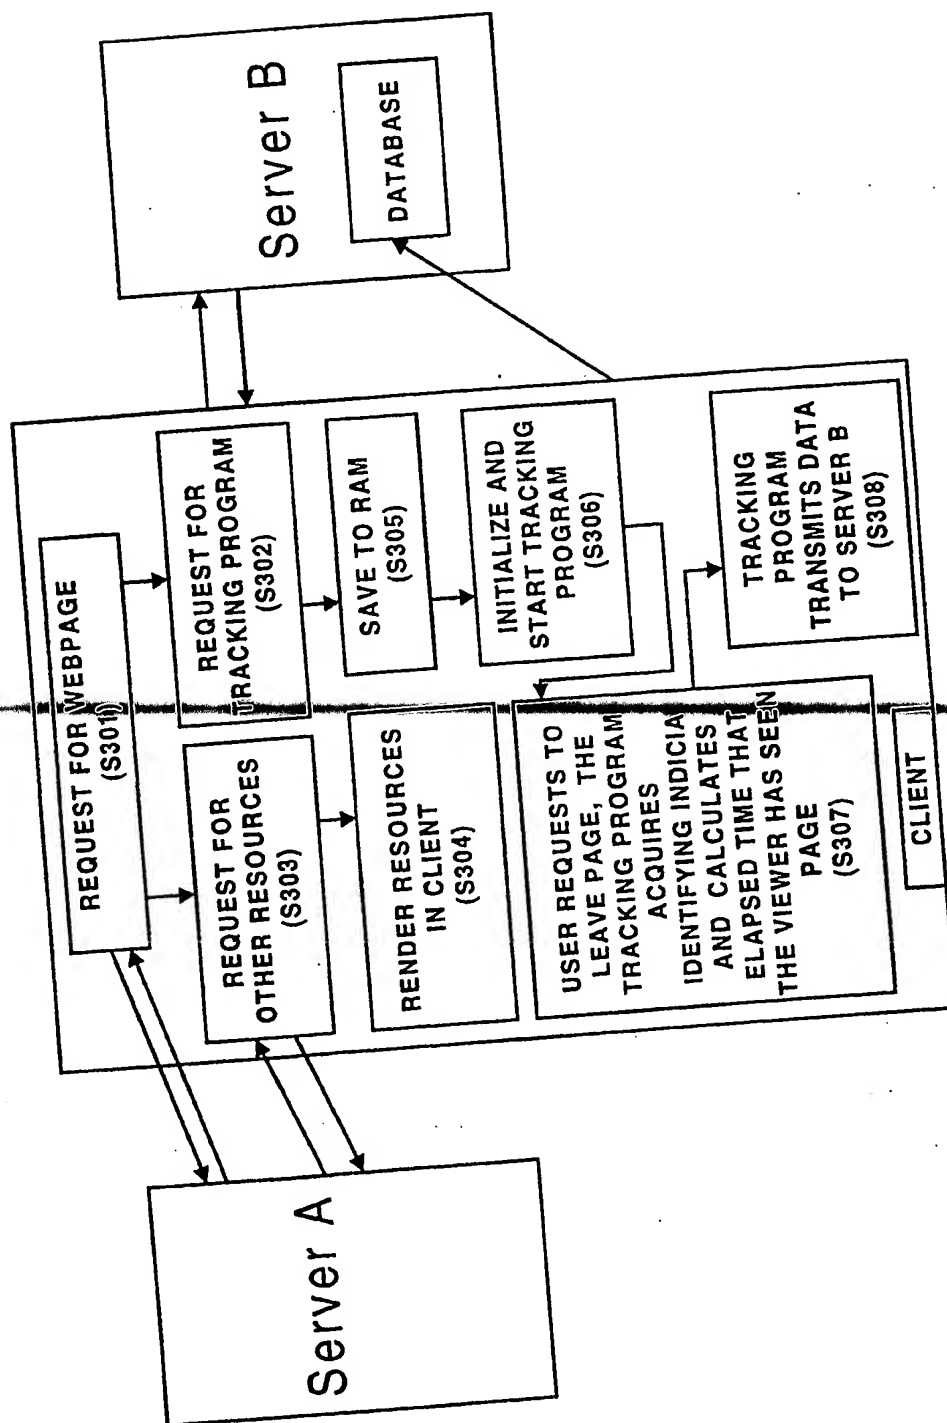 Server A
REQUEST FOR WEBPAGE
(S301)
REQUEST FOR
OTHER RESOURCES
(S303)
REQUEST FOR
TRACKING PROGRAM
(S302)
RENDER RESOURCES
IN CLIENT
(S304)
SAVE TO RAM
(S305)
INITIALIZE AND
START TRACKING
PROGRAM
(S306)
USER REQUESTS TO
LEAVE PAGE, THE
TRACKING PROGRAM
ACQUIRES
IDENTIFYING INDICIA
AND CALCULATES
ELAPSED TIME THAT
THE VIEWER HAS SEEN
PAGE
(S307)
TRACKING
PROGRAM
TRANSMITS DATA
TO SERVER B
(S308)
CLIENT
Server B
DATABASE